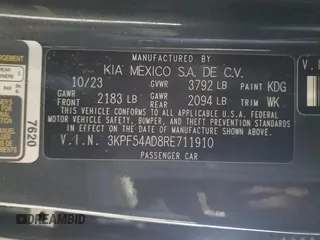 MANUFACTURED BY
KIA MEXICO S.A. DE C.V.
10/23 GVWR 3792 LB PAINT KDG
GAWR FRONT 2183 LB GAWR REAR 2094 LB TRIM WK
THIS VEHICLE CONFORMS TO ALL APPLICABLE U.S.A. FEDERAL MOTOR
VEHICLE SAFETY, BUMPER, AND THEFT PREVENTION STANDARDS IN
EFFECT ON THE DATE OF MANUFACTURE SHOWN ABOVE.
V.I.N. 3KPF54AD8RE711910
PASSENGER CAR
7620
V.I.
AUTOBIDMASTER